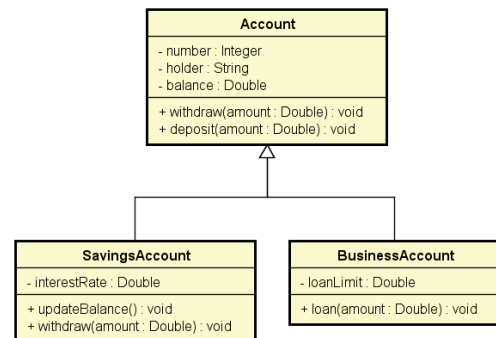 Account
- number : Integer
- holder : String
- balance : Double
+ withdraw(amount : Double) : void
+ deposit(amount : Double) : void
SavingsAccount
- interestRate : Double
+ updateBalance() : void
+ withdraw(amount : Double) : void
BusinessAccount
- loanLimit : Double
+ loan(amount : Double) : void